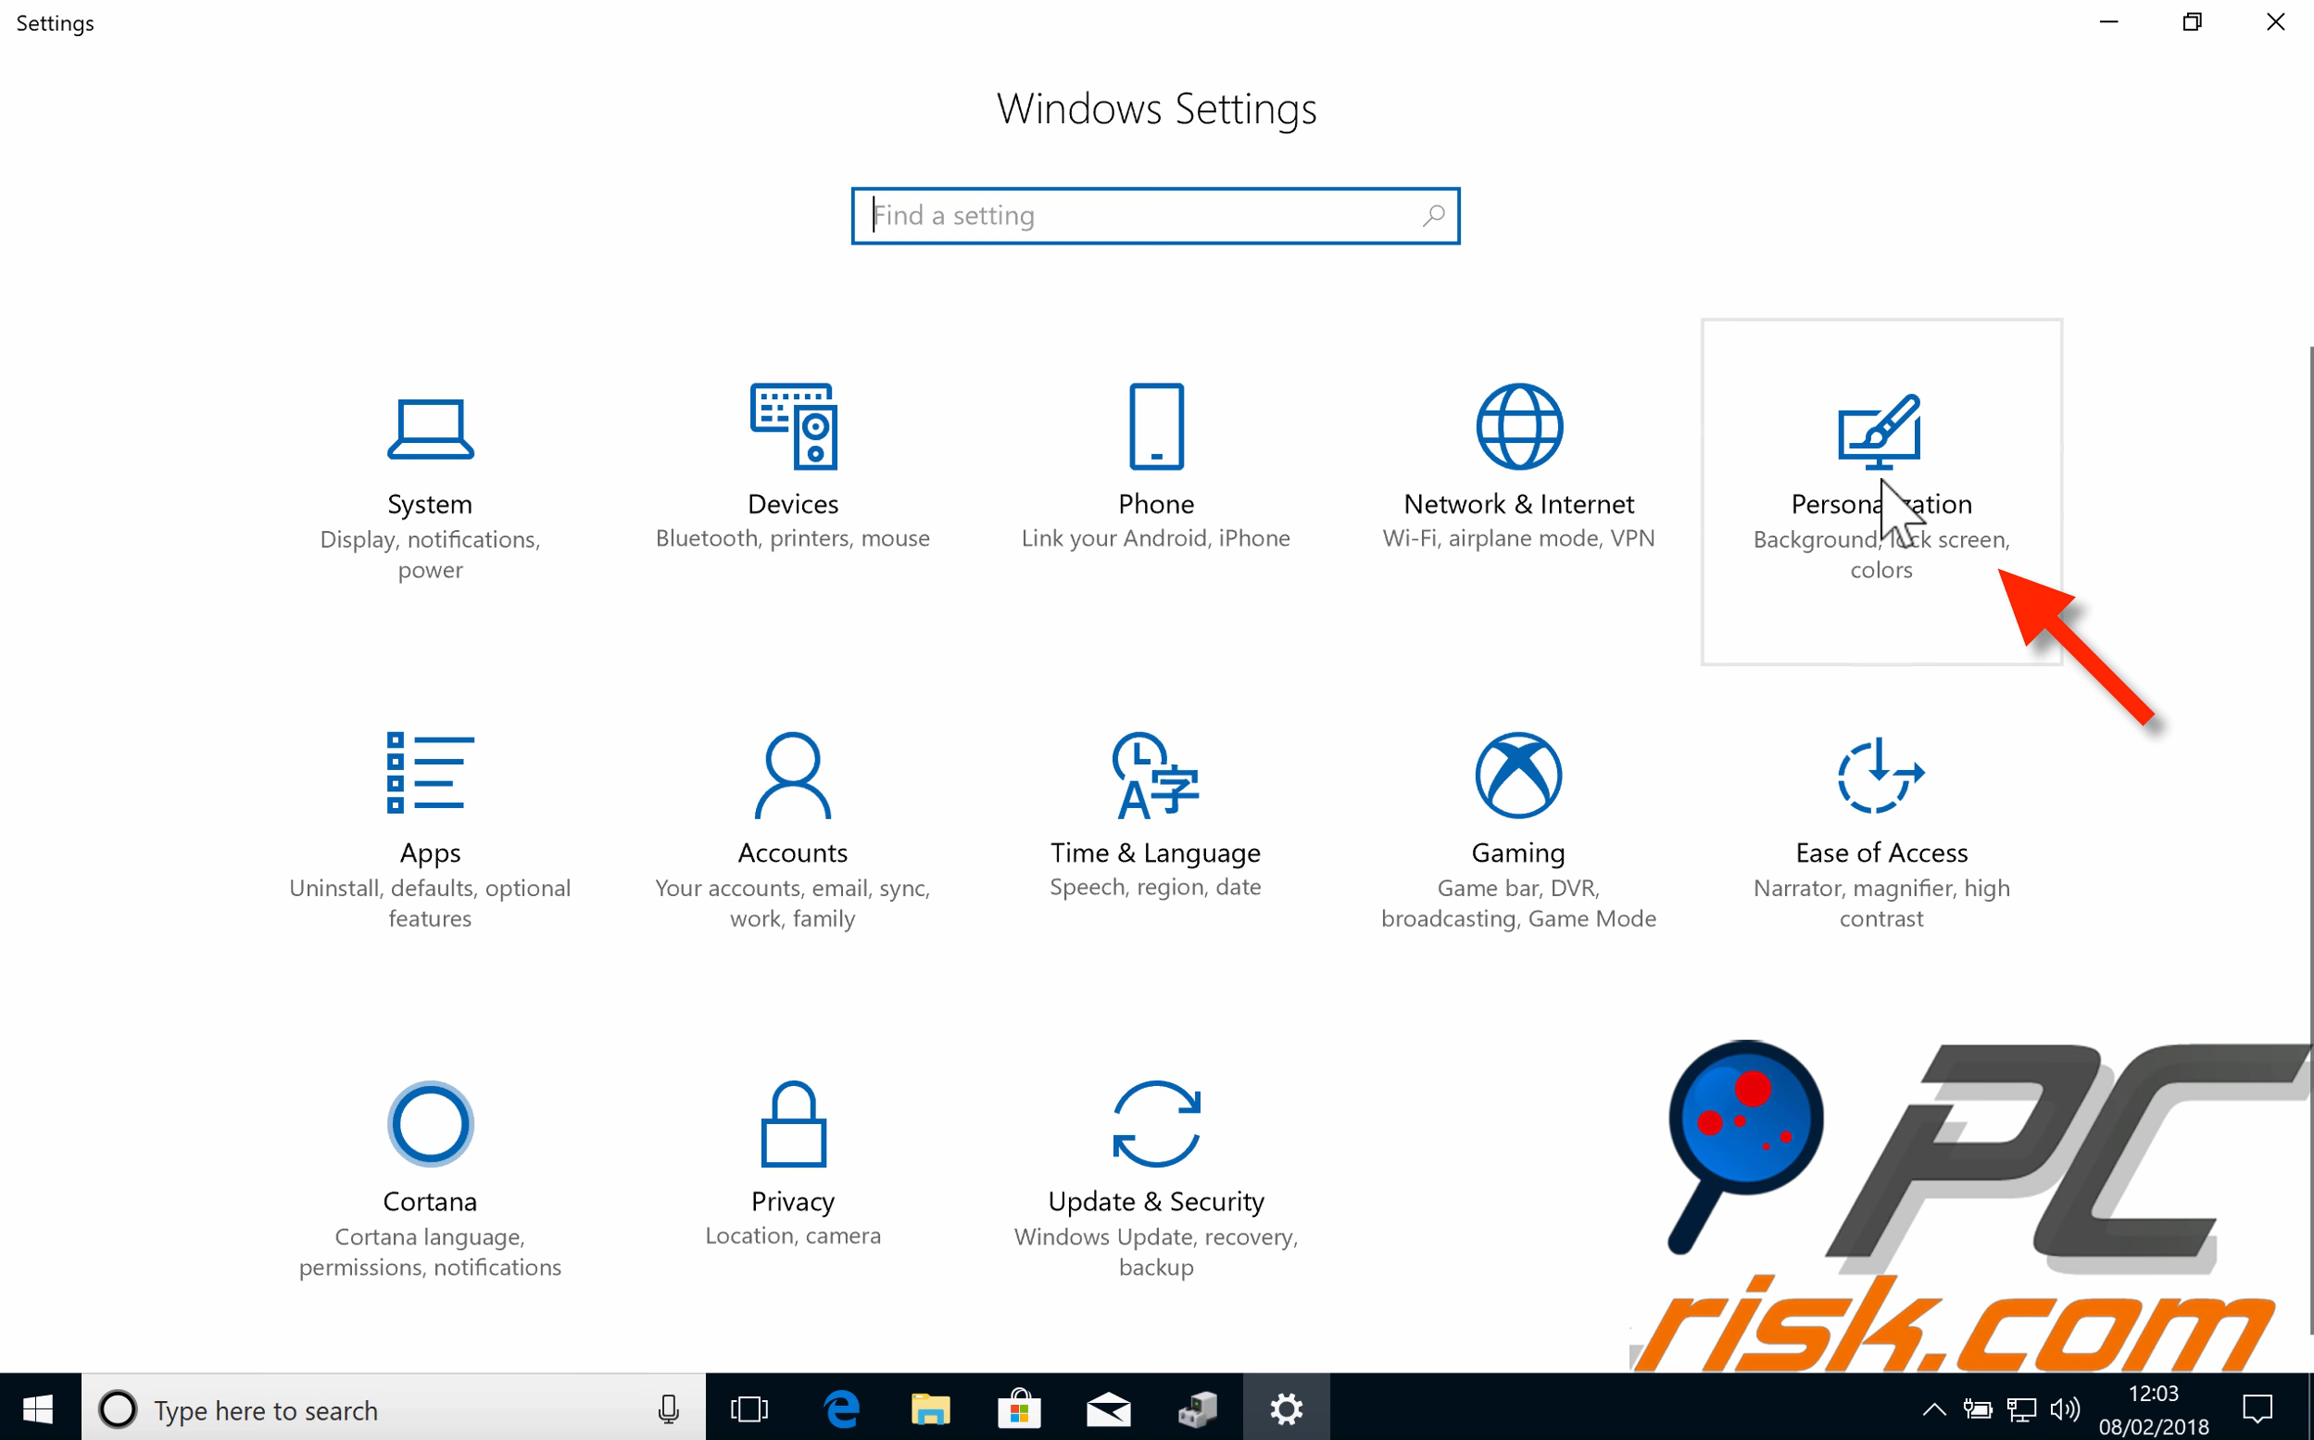 Settings
Windows Settings
Find a setting
System
Display, notifications,
power
Devices
Bluetooth, printers, mouse
Phone
Link your Android, iPhone
Network & Internet
Wi-Fi, airplane mode, VPN
Personalization
Background, lock screen,
colors
Apps
Uninstall, defaults, optional
features
Accounts
Your accounts, email, sync,
work, family
Time & Language
Speech, region, date
Gaming
Game bar, DVR,
broadcasting, Game Mode
Ease of Access
Narrator, magnifier, high
contrast
Cortana
Cortana language,
permissions, notifications
Privacy
Location, camera
Update & Security
Windows Update, recovery,
backup
PC
risk.com
Type here to search
12:03
08/02/2018